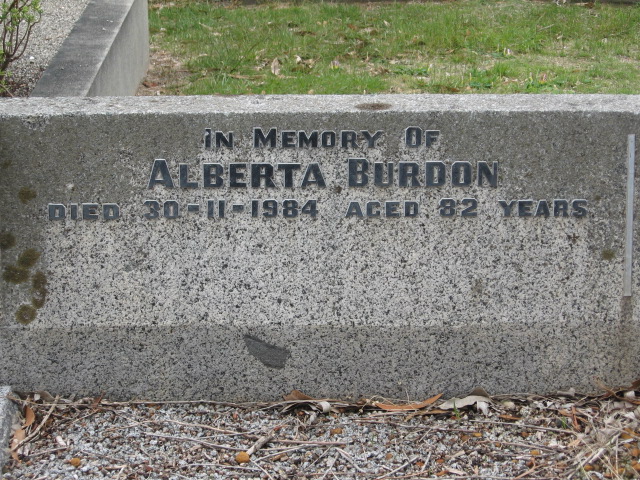 In Memory Of
Alberta Burdon
Died 30-11-1984 Aged 82 Years